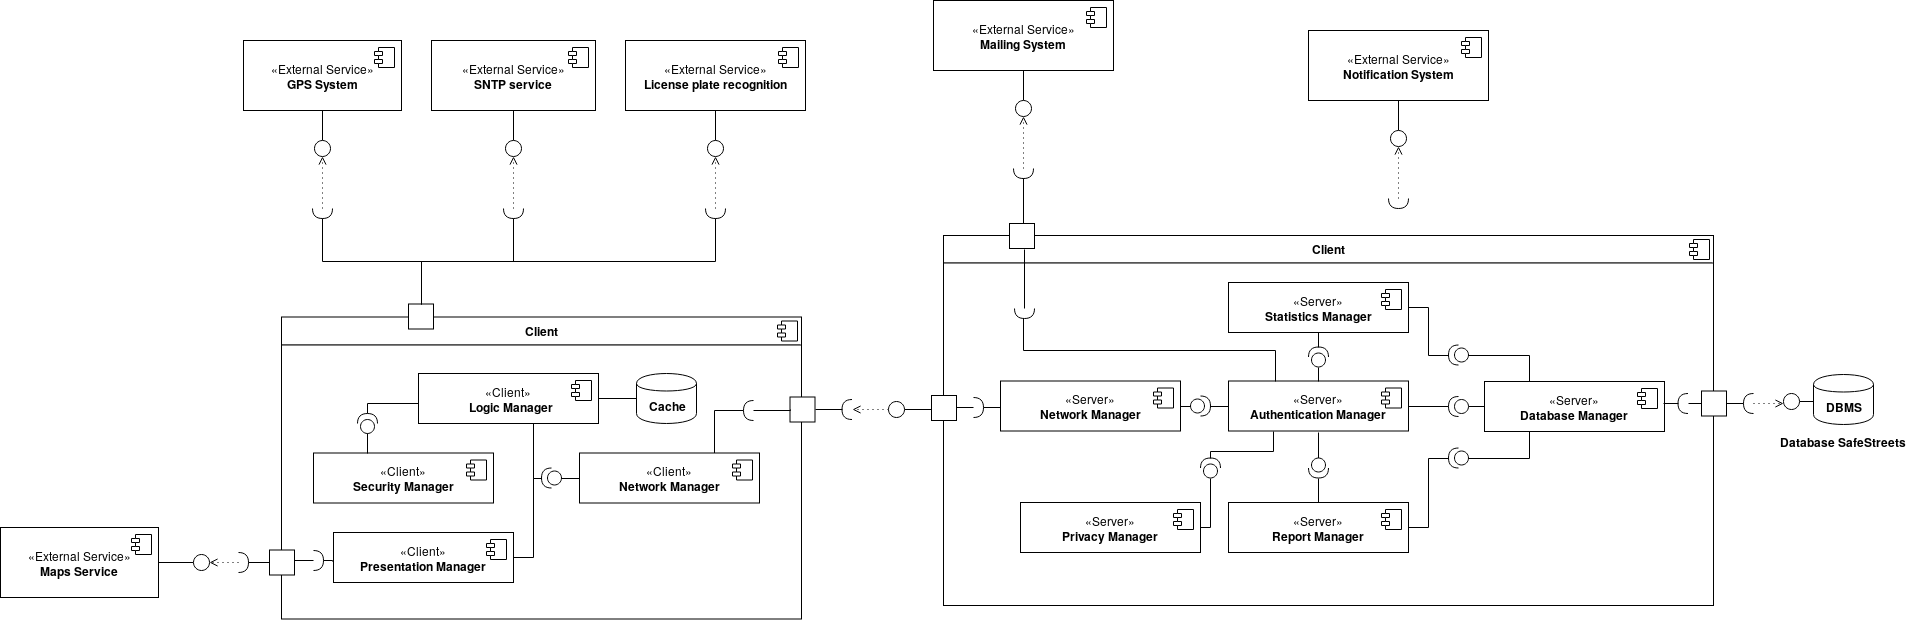 «External Service»
Mailing System
«External Service»
Notification System
«External Service»
GPS System
«External Service»
SNTP service
«External Service»
License plate recognition
Client
Client
«Server»
Statistics Manager
«Client»
Logic Manager
Cache
«Server»
Network Manager
«Server»
Authentication Manager
«Server»
Database Manager
DBMS
Database SafeStreets
«Client»
Security Manager
«Client»
Network Manager
«Server»
Privacy Manager
«Server»
Report Manager
«External Service»
Maps Service
«Client»
Presentation Manager